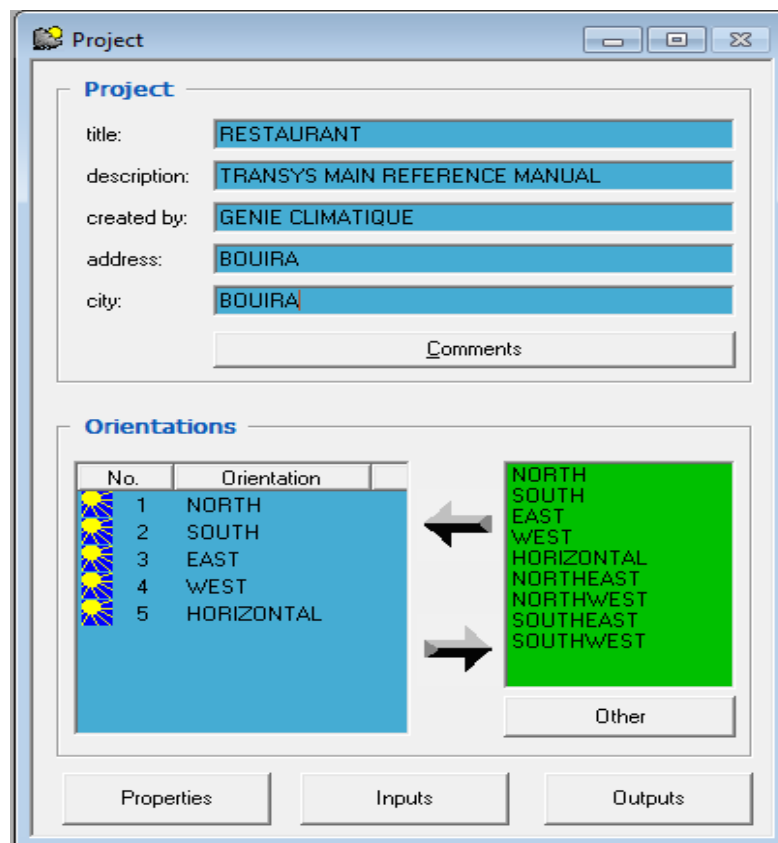 Project
Project
title: RESTAURANT
description: TRANSYS MAIN REFERENCE MANUAL
created by: GENIE CLIMATIQUE
address: BOUIRA
city: BOUIRA
Comments
Orientations
No. Orientation
1 NORTH
2 SOUTH
3 EAST
4 WEST
5 HORIZONTAL
NORTH
SOUTH
EAST
WEST
HORIZONTAL
NORTHEAST
NORTHWEST
SOUTHEAST
SOUTHWEST
Other
Properties Inputs Outputs